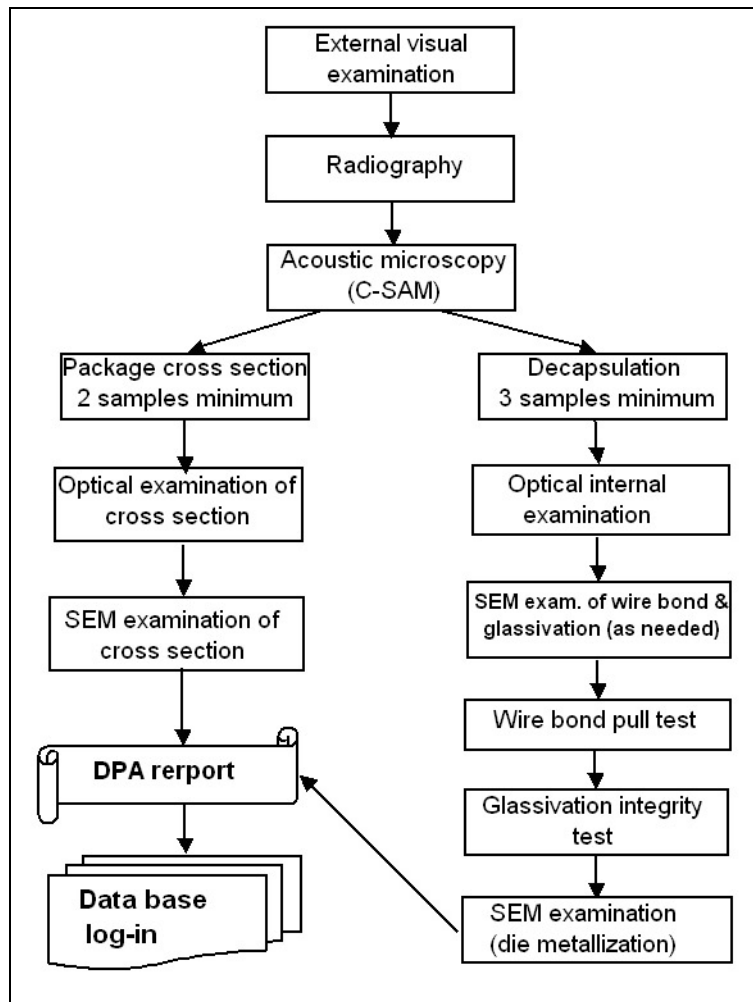 External visual
examination
Radiography
Acoustic microscopy
(C-SAM)
Package cross section
2 samples minimum
Optical examination of
cross section
SEM examination of
cross section
DPA rerport
Data base
log-in
Decapsulation
3 samples minimum
Optical internal
examination
SEM exam. of wire bond &
glassivation (as needed)
Wire bond pull test
Glassivation integrity
test
SEM examination
(die metallization)